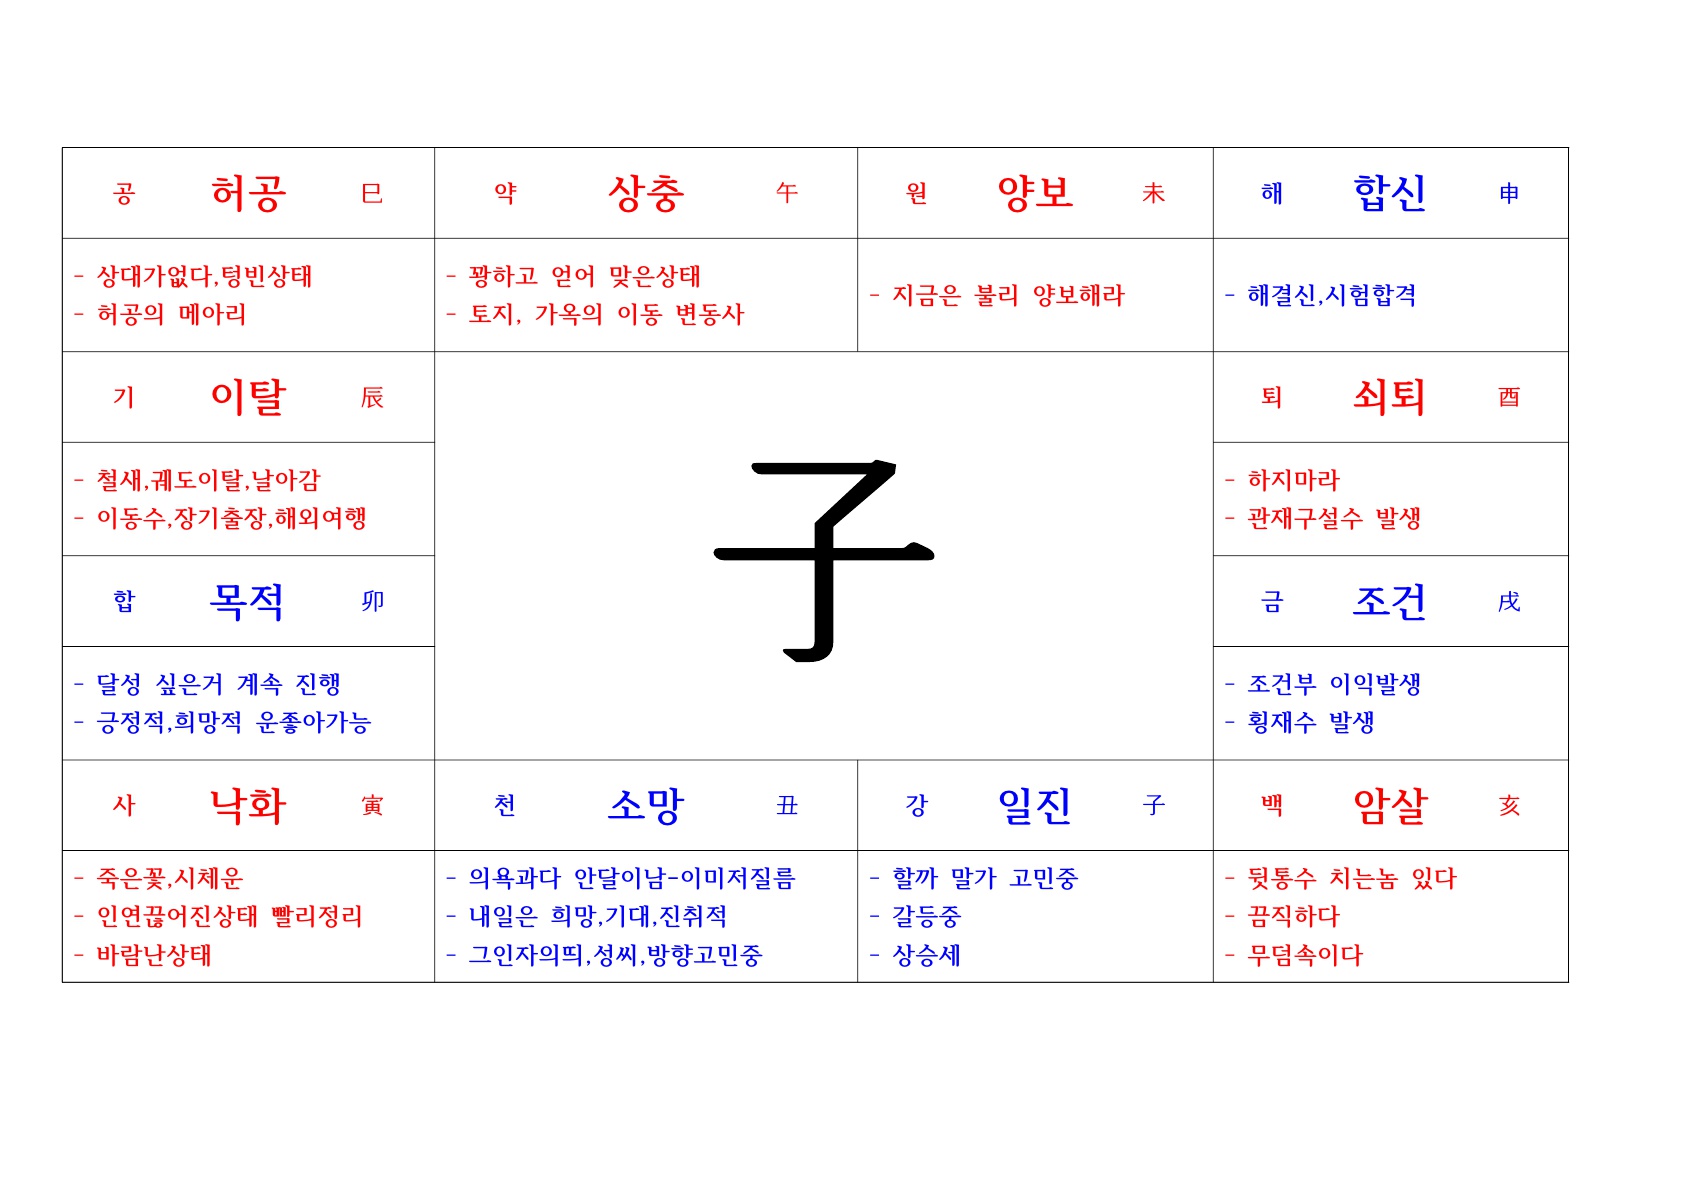 공 허공 巳
- 상대가없다,텅빈상태
- 허공의 메아리
약 상충 午
- 꽝하고 얻어 맞은상태
- 토지, 가옥의 이동 변동사
원 양보 未
- 지금은 불리 양보해라
해 합신 申
- 해결신,시험합격
기 이탈 辰
- 철새,궤도이탈,날아감
- 이동수,장기출장,해외여행
子
퇴 쇠퇴 酉
- 하지마라
- 관재구설수 발생
합 목적 卯
- 달성 싶은거 계속 진행
- 긍정적,희망적 운좋아가능
금 조건 戌
- 조건부 이익발생
- 횡재수 발생
사 낙화 寅
- 죽은꽃,시체운
- 인연끊어진상태 빨리정리
- 바람난상태
천 소망 丑
- 의욕과다 안달이남-이미저질름
- 내일은 희망,기대,진취적
- 그인자의띄,성씨,방향고민중
강 일진 子
- 할까 말가 고민중
- 갈등중
- 상승세
백 암살 亥
- 뒷통수 치는놈 있다
- 끔직하다
- 무덤속이다